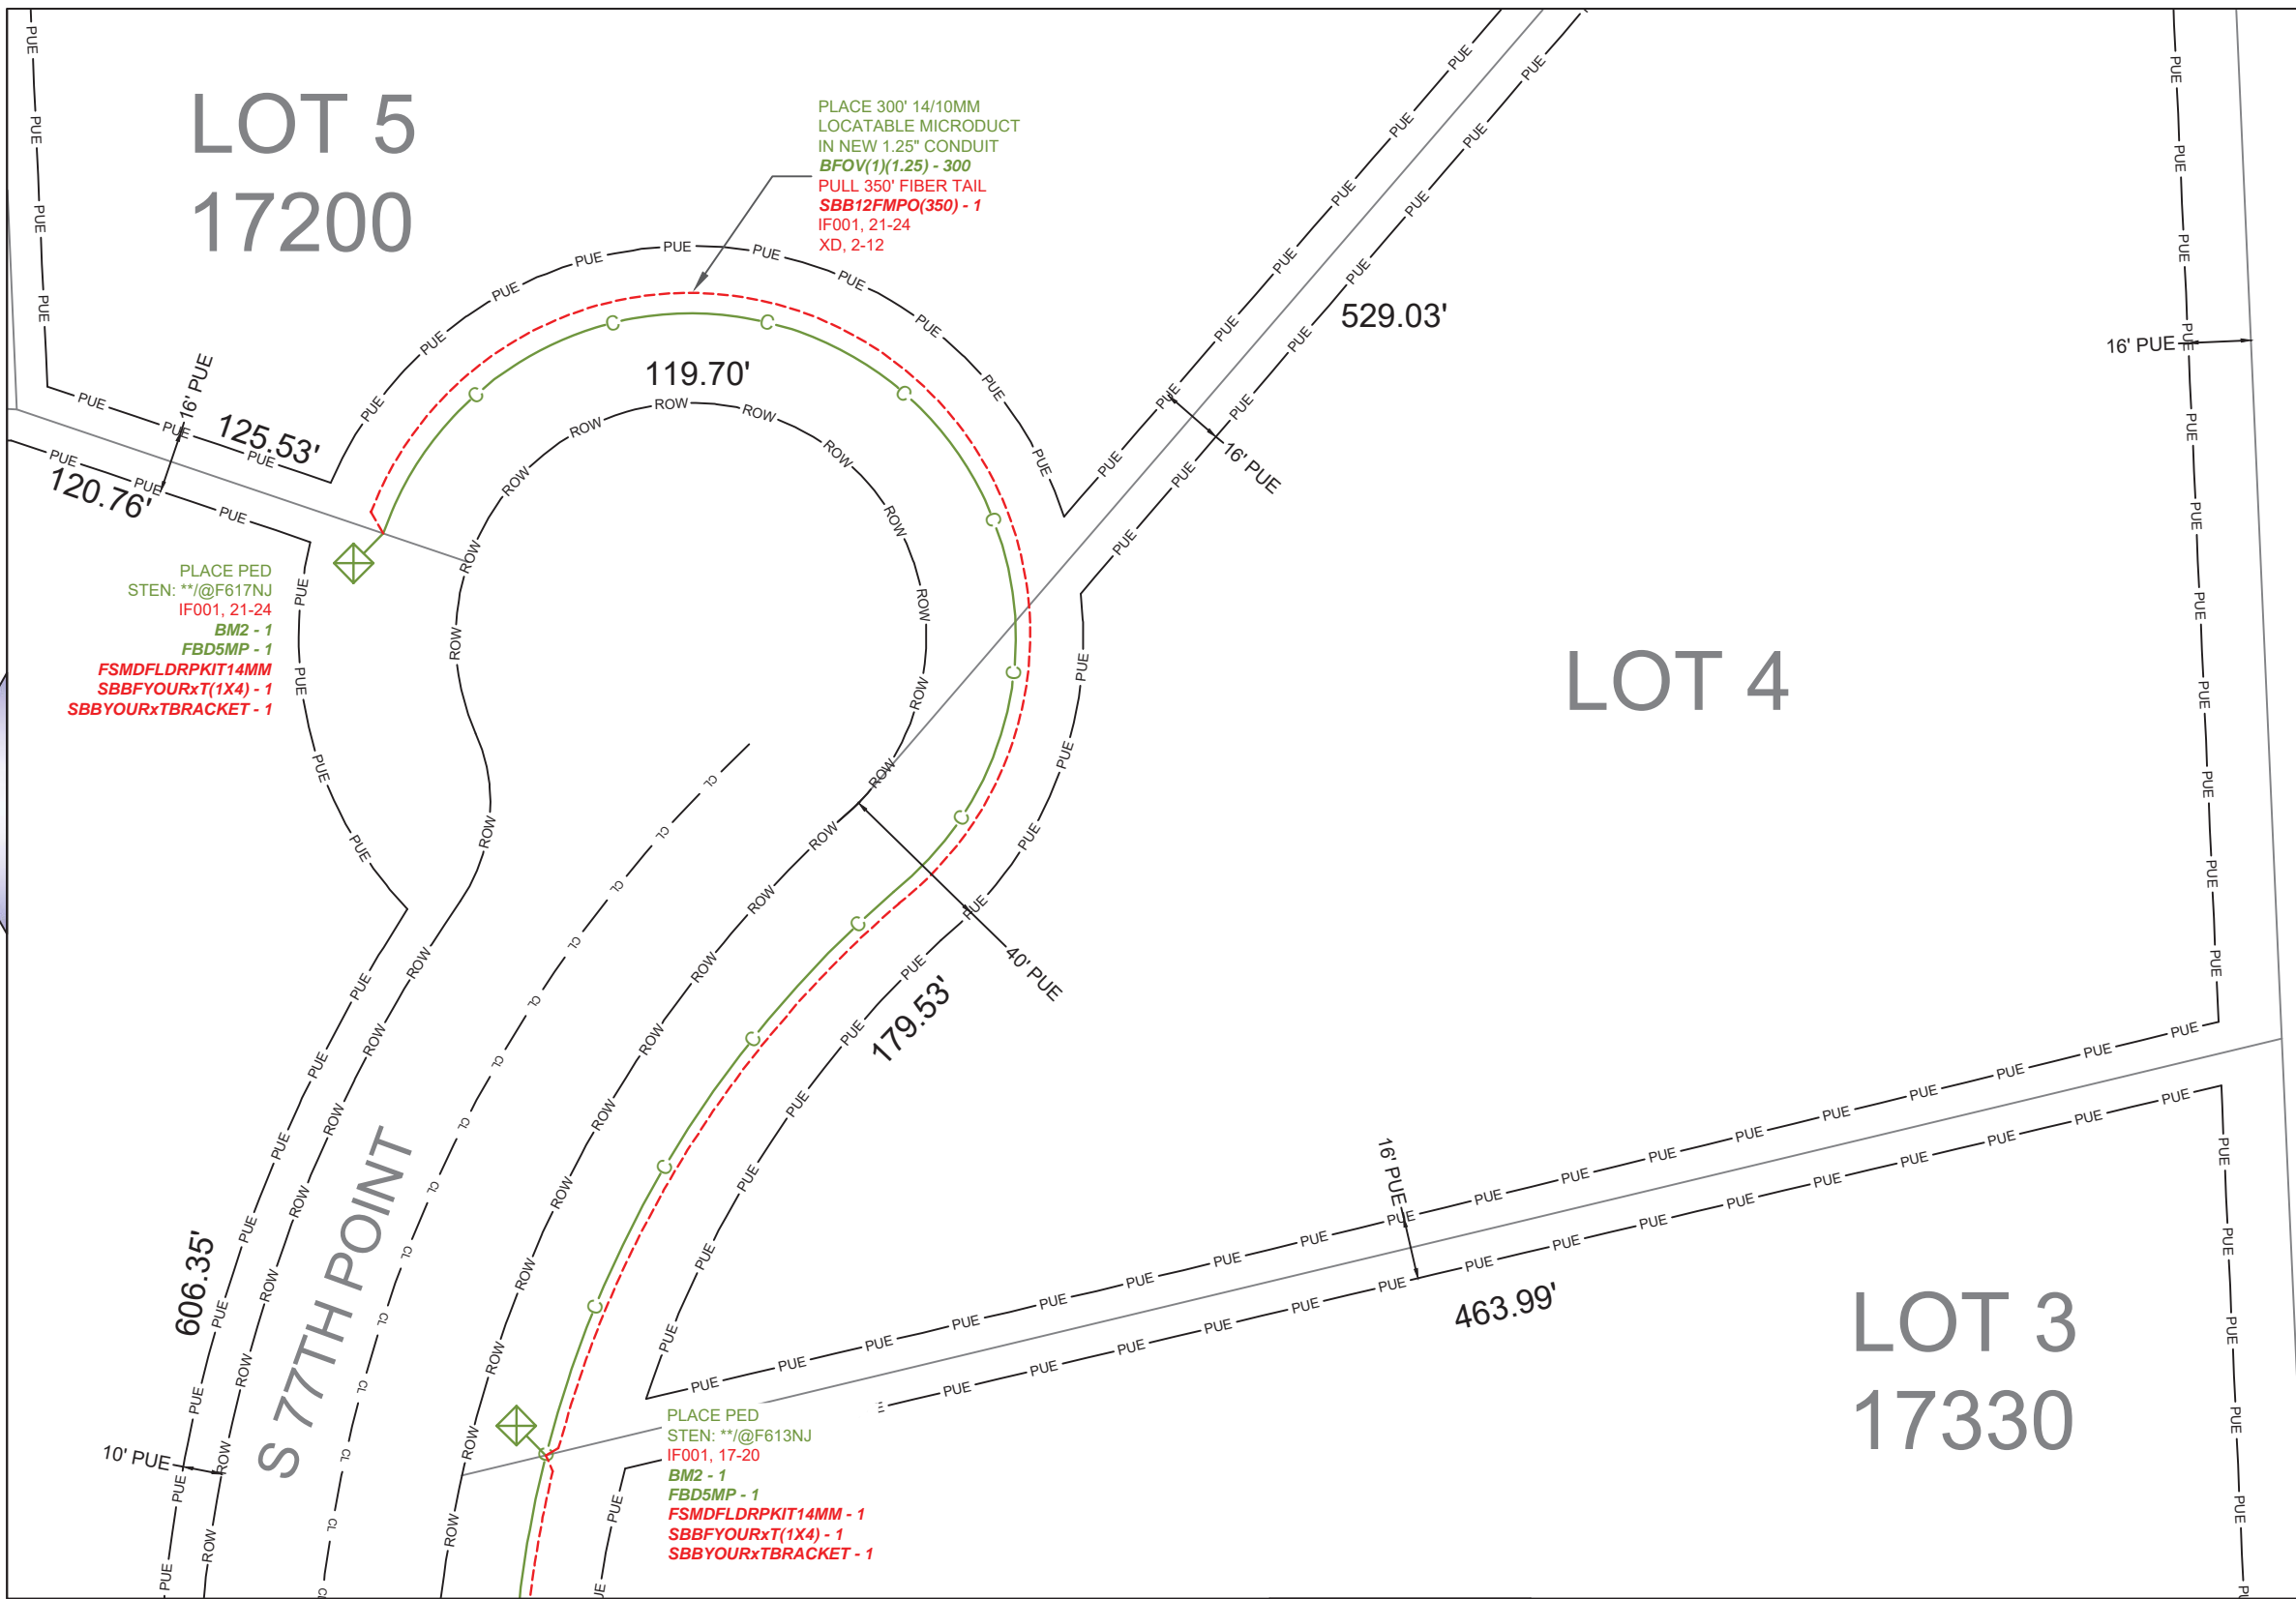 LOT 5
17200
PLACE 300' 14/10MM
LOCATABLE MICRODUCT
IN NEW 1.25" CONDUIT
BFOV(1)(1.25) - 300
PULL 350' FIBER TAIL
SBB12FMPO(350) - 1
IF001, 21-24
XD, 2-12
529.03'
16' PUE
119.70'
16' PUE
125.53'
120.76'
16' PUE
PLACE PED
STEN: **/@F617NJ
IF001, 21-24
BM2 - 1
FBD5MP - 1
FSMDFLDRPKIT14MM
SBBFYOURxT(1X4) - 1
SBBYOURxTBRACKET - 1
LOT 4
40' PUE
179.53'
606.35'
S 77TH POINT
16' PUE
463.99'
LOT 3
17330
10' PUE
PLACE PED
STEN: **/@F613NJ
IF001, 17-20
BM2 - 1
FBD5MP - 1
FSMDFLDRPKIT14MM - 1
SBBFYOURxT(1X4) - 1
SBBYOURxTBRACKET - 1
PUE
ROW
CL
C